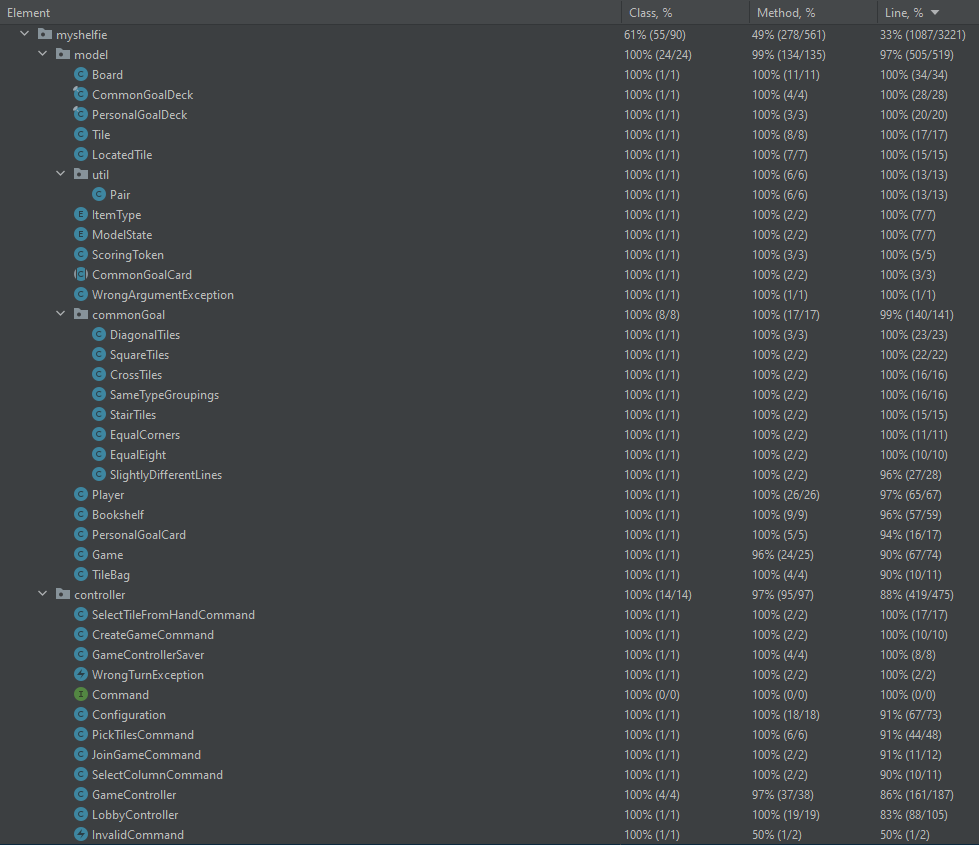 Element Class, % Method, % Line, %
myshelfie 61% (55/90) 49% (278/561) 33% (1087/3221)
model 100% (24/24) 99% (134/135) 97% (505/519)
Board 100% (1/1) 100% (11/11) 100% (34/34)
CommonGoalDeck 100% (1/1) 100% (4/4) 100% (28/28)
PersonalGoalDeck 100% (1/1) 100% (3/3) 100% (20/20)
Tile 100% (1/1) 100% (8/8) 100% (17/17)
LocatedTile 100% (1/1) 100% (7/7) 100% (15/15)
util 100% (1/1) 100% (6/6) 100% (13/13)
Pair 100% (1/1) 100% (6/6) 100% (13/13)
ItemType 100% (1/1) 100% (2/2) 100% (7/7)
ModelState 100% (1/1) 100% (2/2) 100% (7/7)
ScoringToken 100% (1/1) 100% (3/3) 100% (5/5)
CommonGoalCard 100% (1/1) 100% (2/2) 100% (3/3)
WrongArgumentException 100% (1/1) 100% (1/1) 100% (1/1)
commonGoal 100% (8/8) 100% (17/17) 99% (140/141)
DiagonalTiles 100% (1/1) 100% (3/3) 100% (23/23)
SquareTiles 100% (1/1) 100% (2/2) 100% (22/22)
CrossTiles 100% (1/1) 100% (2/2) 100% (16/16)
SameTypeGroupings 100% (1/1) 100% (2/2) 100% (16/16)
StairTiles 100% (1/1) 100% (2/2) 100% (15/15)
EqualCorners 100% (1/1) 100% (2/2) 100% (11/11)
EqualEight 100% (1/1) 100% (2/2) 100% (10/10)
SlightlyDifferentLines 100% (1/1) 100% (2/2) 96% (27/28)
Player 100% (1/1) 100% (26/26) 97% (65/67)
Bookshelf 100% (1/1) 100% (9/9) 96% (57/59)
PersonalGoalCard 100% (1/1) 100% (5/5) 94% (16/17)
Game 100% (1/1) 96% (24/25) 90% (67/74)
TileBag 100% (1/1) 100% (4/4) 90% (10/11)
controller 100% (14/14) 97% (95/97) 88% (419/475)
SelectTileFromHandCommand 100% (1/1) 100% (2/2) 100% (17/17)
CreateGameCommand 100% (1/1) 100% (2/2) 100% (10/10)
GameControllerSaver 100% (1/1) 100% (4/4) 100% (8/8)
WrongTurnException 100% (1/1) 100% (2/2) 100% (2/2)
Command 100% (0/0) 100% (0/0) 100% (0/0)
Configuration 100% (1/1) 100% (18/18) 91% (67/73)
PickTilesCommand 100% (1/1) 100% (6/6) 91% (44/48)
JoinGameCommand 100% (1/1) 100% (2/2) 91% (11/12)
SelectColumnCommand 100% (1/1) 100% (2/2) 90% (10/11)
GameController 100% (4/4) 97% (37/38) 86% (161/187)
LobbyController 100% (1/1) 100% (19/19) 83% (88/105)
InvalidCommand 100% (1/1) 50% (1/2) 50% (1/2)